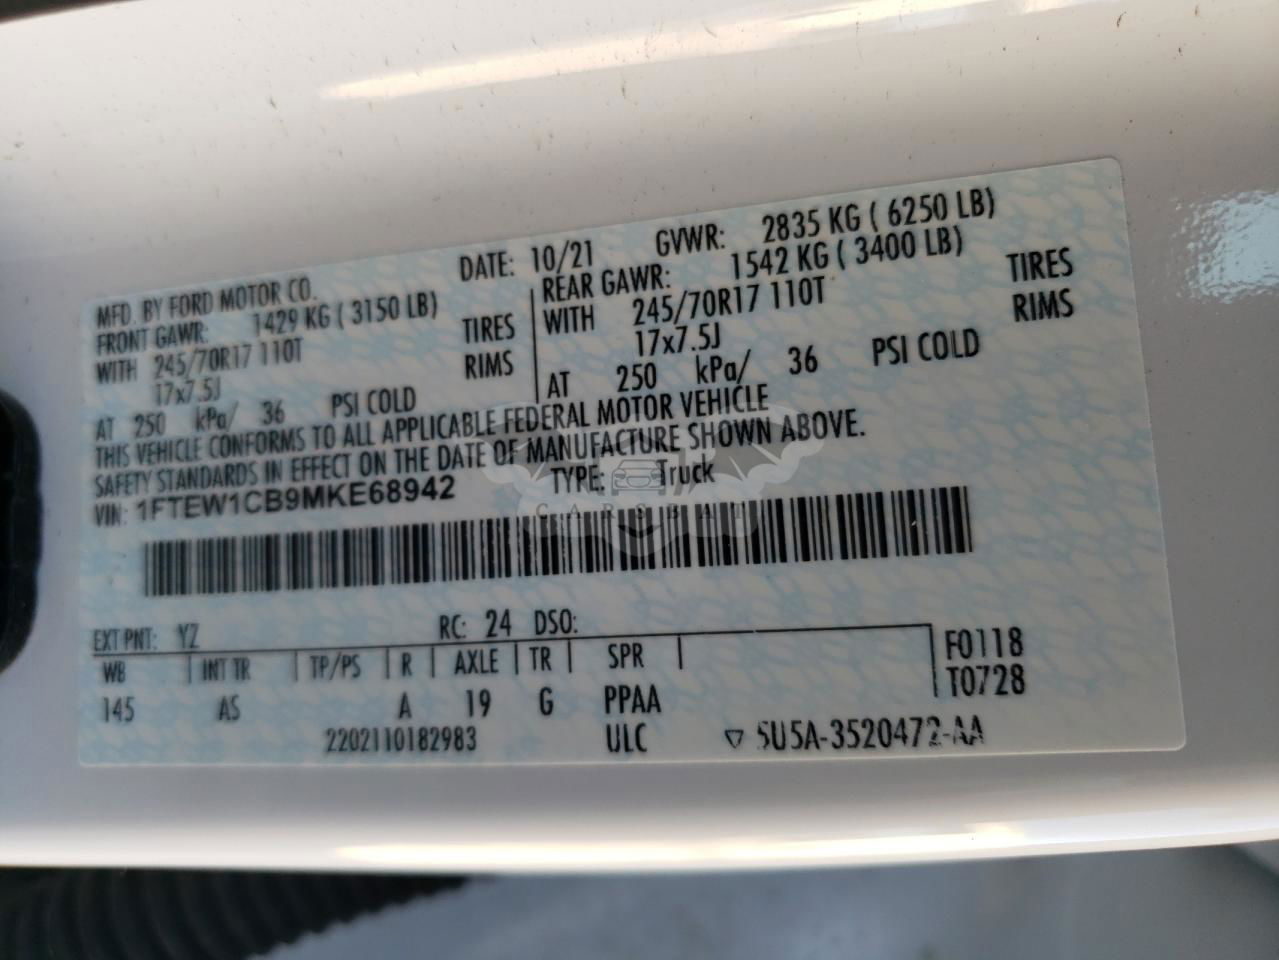 MFD. BY FORD MOTOR CO.
DATE: 10/21
GVWR: 2835 KG ( 6250 LB)
FRONT GAWR: 1429 KG ( 3150 LB)
WITH 245/70R17 110T TIRES
17x7.5J RIMS
AT 250 kPa/ 36 PSI COLD
REAR GAWR: 1542 KG ( 3400 LB)
WITH 245/70R17 110T TIRES
17x7.5J RIMS
AT 250 kPa/ 36 PSI COLD
THIS VEHICLE CONFORMS TO ALL APPLICABLE FEDERAL MOTOR VEHICLE
SAFETY STANDARDS IN EFFECT ON THE DATE OF MANUFACTURE SHOWN ABOVE.
VIN: 1FTEW1CB9MKE68942 TYPE: Truck
CARSBAT
EXT PNT: YZ RC: 24 DSO:
WB INT TR TP/PS R AXLE TR SPR F0118
145 AS A 19 G PPAA T0728
2202110182983 ULC ▽ 5U5A-3520472-AA